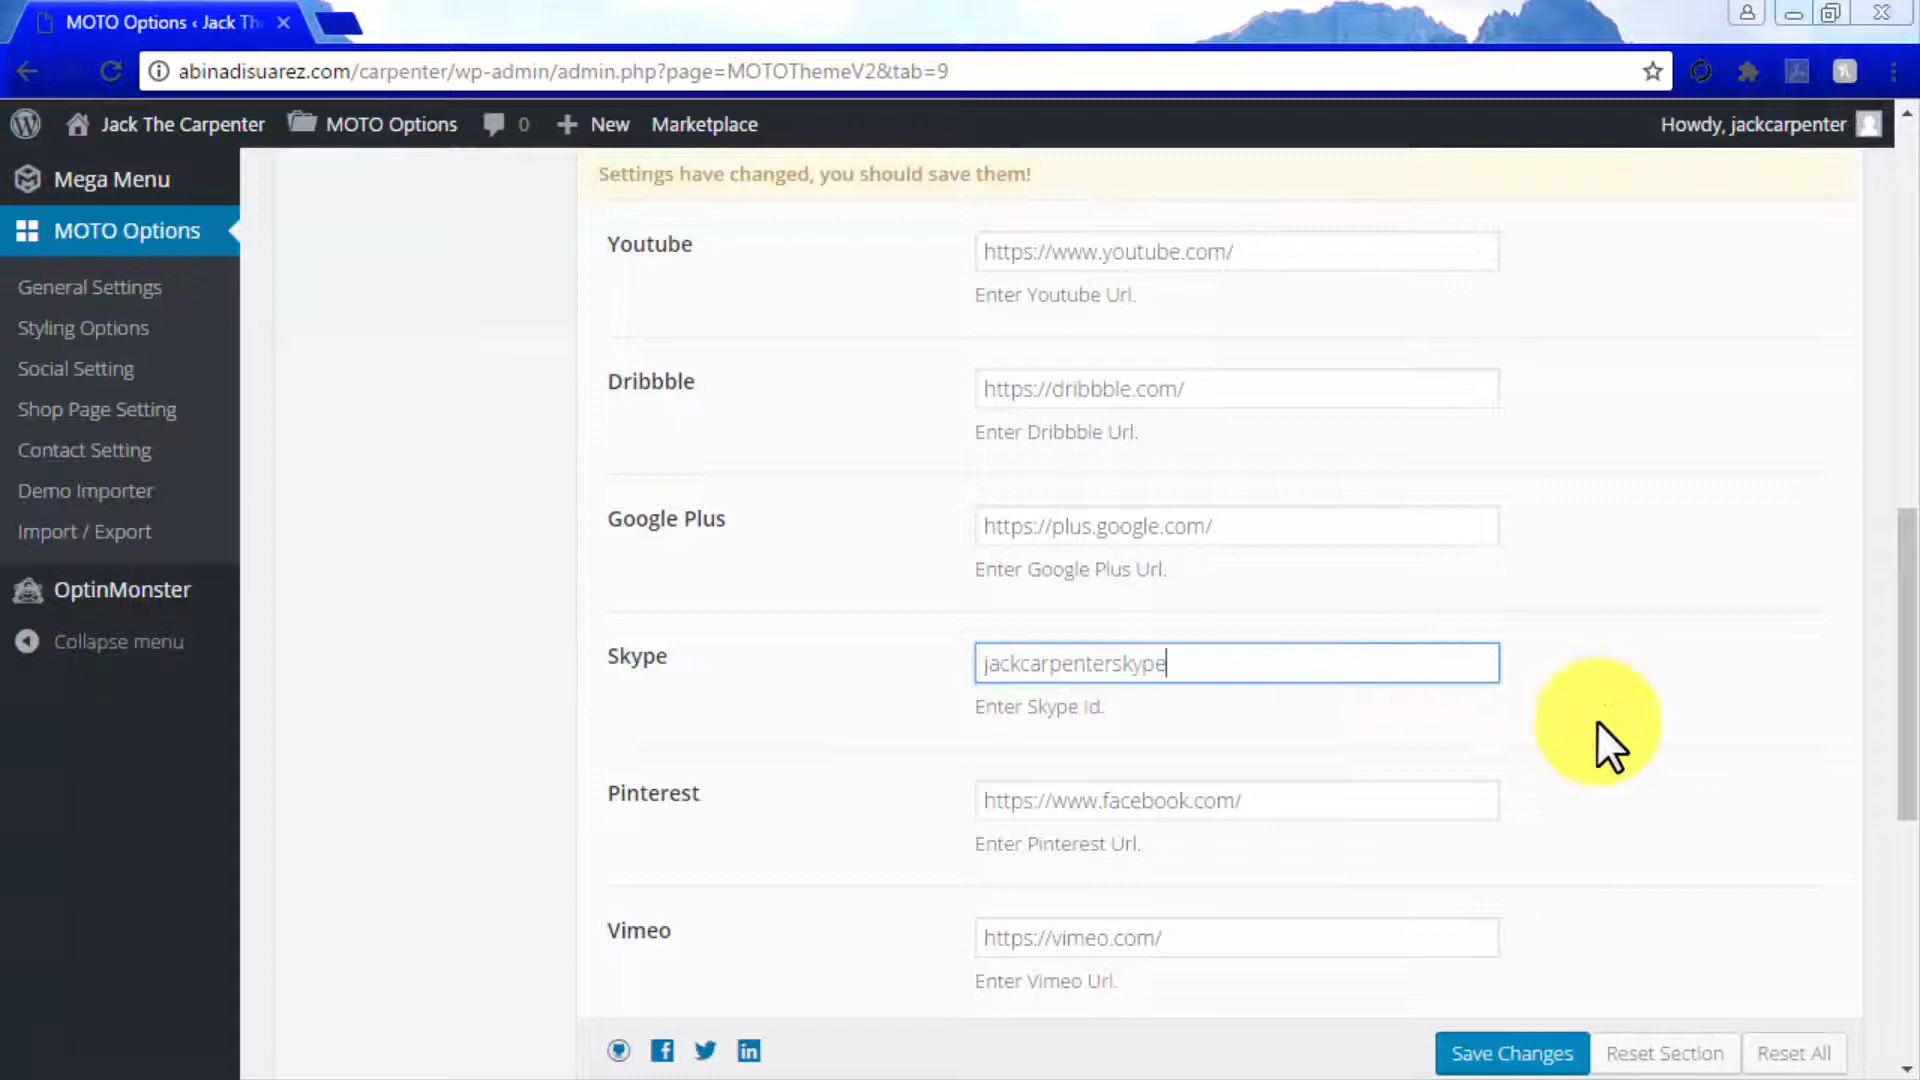 MOTO Options ‹ Jack Th
abinadisuarez.com/carpenter/wp-admin/admin.php?page=MOTOThemeV2&tab=9
Jack The Carpenter
MOTO Options
0
New
Marketplace
Howdy, jackcarpenter
Mega Menu
MOTO Options
General Settings
Styling Options
Social Setting
Shop Page Setting
Contact Setting
Demo Importer
Import / Export
OptinMonster
Collapse menu
Settings have changed, you should save them!
Youtube
https://www.youtube.com/
Enter Youtube Url.
Dribbble
https://dribbble.com/
Enter Dribbble Url.
Google Plus
https://plus.google.com/
Enter Google Plus Url.
Skype
jackcarpenterskype
Enter Skype Id.
Pinterest
https://www.facebook.com/
Enter Pinterest Url.
Vimeo
https://vimeo.com/
Enter Vimeo Url.
Save Changes
Reset Section
Reset All